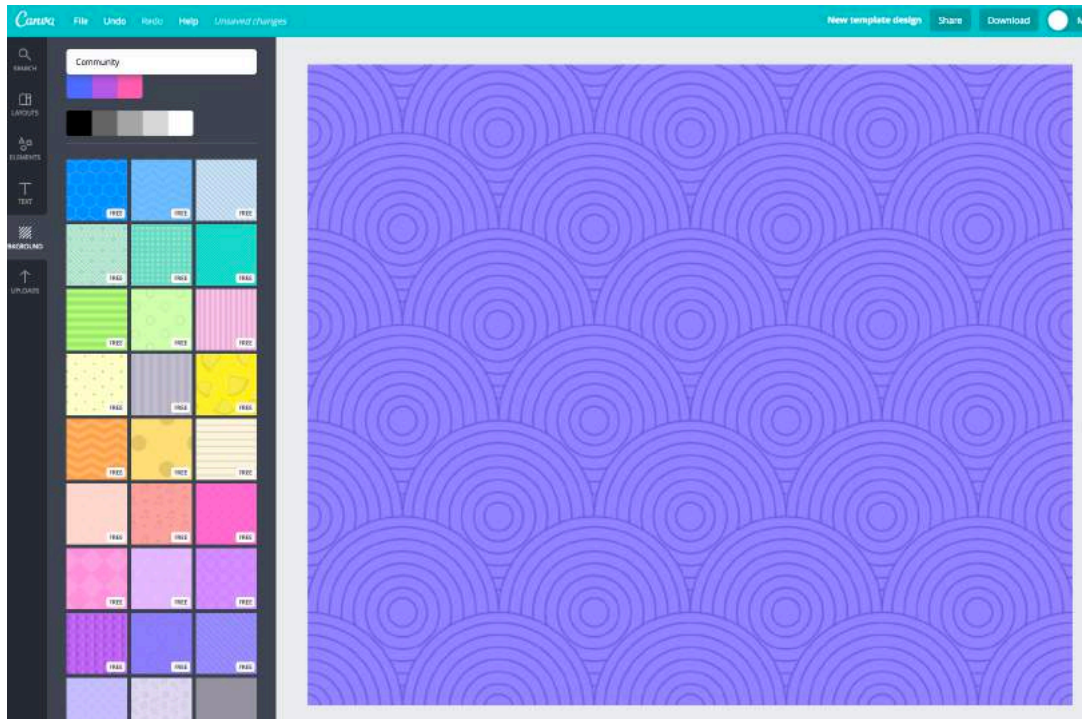 Canva File Undo Redo Help Unsaved changes New template design Share Download M
SEARCH
Community
LAYOUTS
ELEMENTS
TEXT
BKGROUND
UPLOADS
FREE FREE FREE
FREE FREE FREE
FREE FREE FREE
FREE FREE FREE
FREE FREE FREE
FREE FREE FREE
FREE FREE FREE
FREE FREE FREE